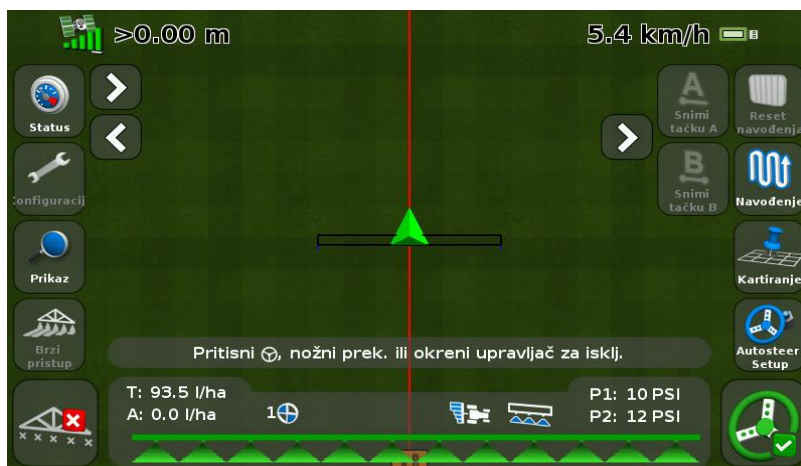 >0.00 m
5.4 km/h
Status
Configuracij
Prikaz
Brzi
pristup
A
Snimi
tačku A
B
Snimi
tačku B
Reset
navođenja
Navođenje
Kartiranje
Autosteer
Setup
Pritisni, nožni prek. ili okreni upravljač za isklj.
T: 93.5 l/ha
A: 0.0 l/ha
1
P1: 10 PSI
P2: 12 PSI